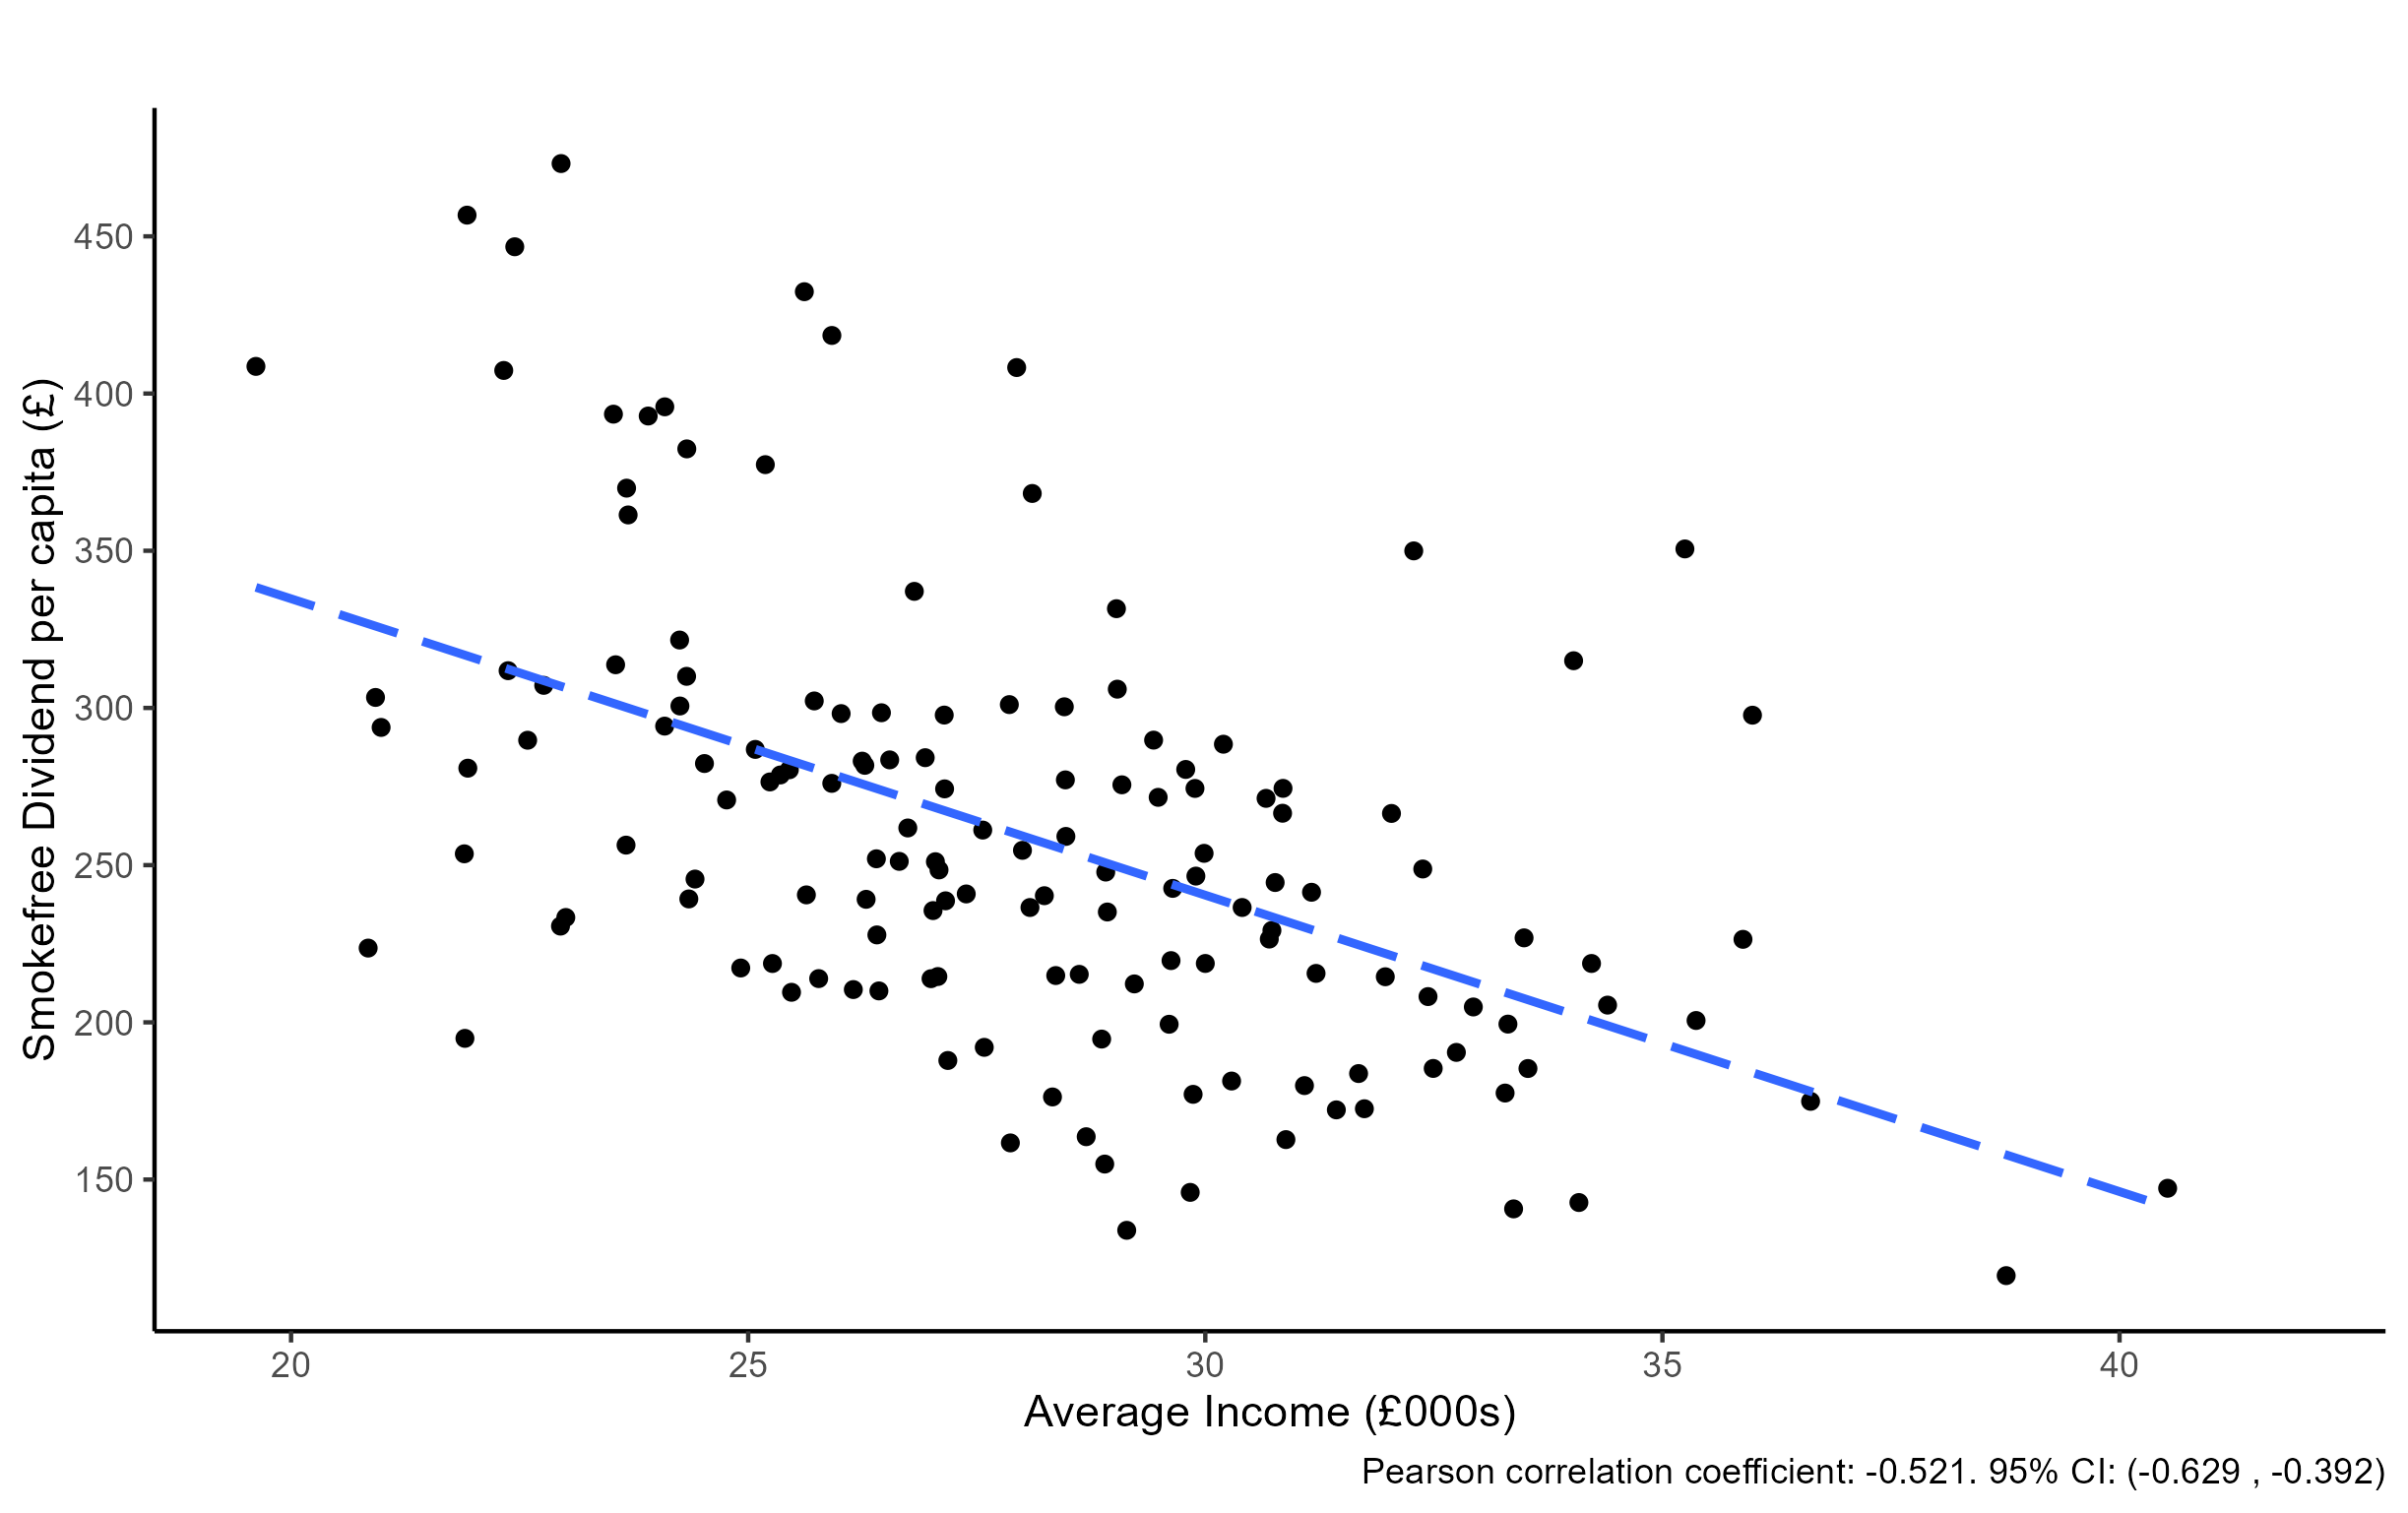 Smokefree Dividend per capita (£)
450
400
350
300
250
200
150
20 25 30 35 40
Average Income (£000s)
Pearson correlation coefficient: -0.521. 95% CI: (-0.629 , -0.392)